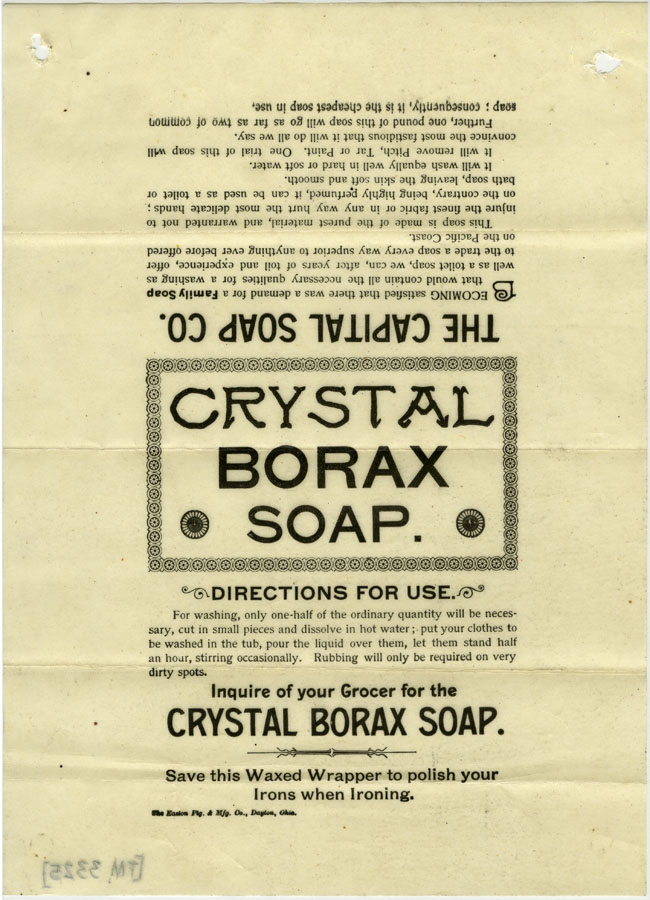 THE CAPITAL SOAP CO.
BECOMING satisfied that there was a demand for a Family Soap
that would contain all the necessary qualities for a washing as
well as a toilet soap, we can, after years of toil and experience, offer
to the trade a soap every way superior to anything ever before offered
on the Pacific Coast.
This soap is made of the purest material, and warranted not to
injure the finest fabric or in any way hurt the most delicate hands;
on the contrary, being highly perfumed, it can be used as a toilet or
bath soap, leaving the skin soft and smooth.
It will wash equally well in hard or soft water.
It will remove Pitch, Tar or Paint. One trial of this soap will
convince the most fastidious that it will do all we say.
Further, one pound of this soap will go as far as two of common
soap; consequently, it is the cheapest soap in use,
CRYSTAL
BORAX
SOAP.
DIRECTIONS FOR USE.
For washing, only one-half of the ordinary quantity will be neces-
sary, cut in small pieces and dissolve in hot water; put your clothes to
be washed in the tub, pour the liquid over them, let them stand half
an hour, stirring occasionally. Rubbing will only be required on very
dirty spots.
Inquire of your Grocer for the
CRYSTAL BORAX SOAP.
Save this Waxed Wrapper to polish your
Irons when Ironing.
The Easton Ptg. & Mfg. Co., Dayton, Ohio.
[TM 3325]